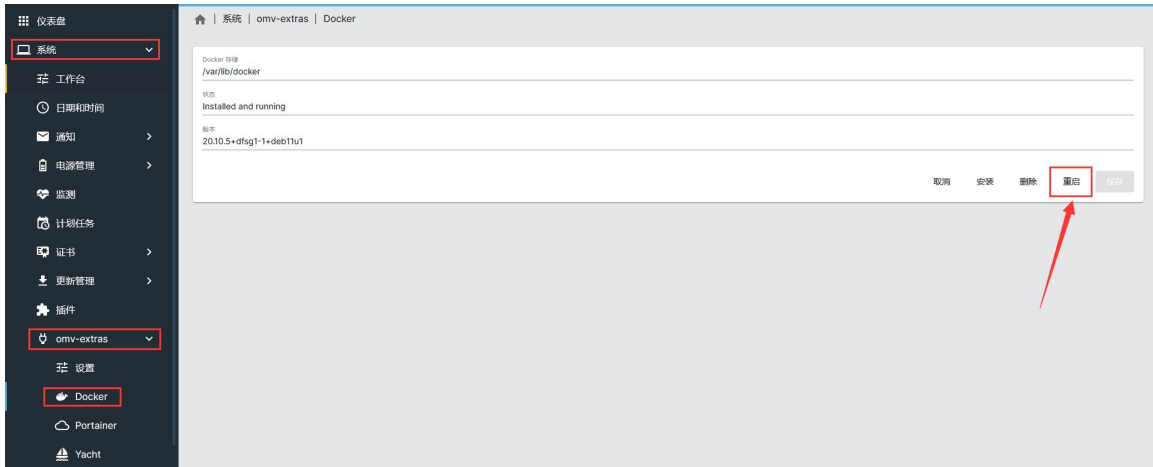 仪表盘
系统
工作台
日期和时间
通知
电源管理
监测
计划任务
证书
更新管理
插件
omv-extras
设置
Docker
Portainer
Yacht
| 系统 | omv-extras | Docker
Docker 存储
/var/lib/docker
状态
Installed and running
版本
20.10.5+dfsg1-1+deb11u1
取消 安装 删除 重启 保存